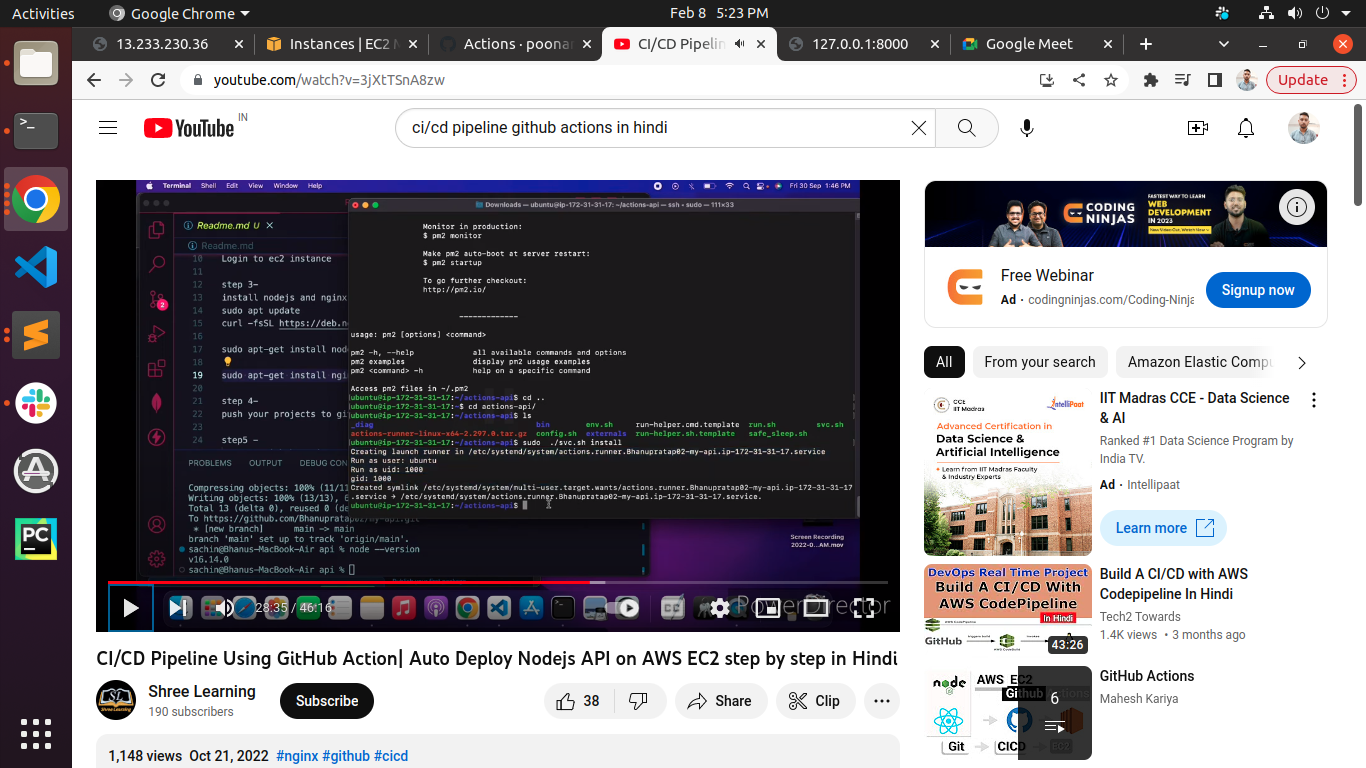 Activities
Google Chrome
Feb 8 5:23 PM
13.233.230.36
Instances | EC2 M
Actions · poonar
CI/CD Pipelin
127.0.0.1:8000
Google Meet
youtube.com/watch?v=3jXtTSnA8zw
Update
YouTube
IN
ci/cd pipeline github actions in hindi
Terminal Shell Edit View Window Help
Fri 30 Sep 1:46 PM
Downloads — ubuntu@ip-172-31-31-17: ~/actions-api — ssh • sudo — 111×33
Readme.md U
Readme.md
10 Login to ec2 instance
11
12 step 3-
13 install nodejs and nginx
14 sudo apt update
15 curl -fsSL https://deb.no
16
17 sudo apt-get install nod
18
19 sudo apt-get install ngi
20
21 step 4-
22 push your projects to gi
23
24 step5 -
Monitor in production:
$ pm2 monitor
Make pm2 auto-boot at server restart:
$ pm2 startup
To go further checkout:
http://pm2.io/
-------------
usage: pm2 [options] <command>
pm2 -h, --help all available commands and options
pm2 examples display pm2 usage examples
pm2 <command> -h help on a specific command
Access pm2 files in ~/.pm2
ubuntu@ip-172-31-31-17:~/actions-api$ cd ..
ubuntu@ip-172-31-31-17:~$ cd actions-api/
ubuntu@ip-172-31-31-17:~/actions-api$ ls
_diag bin env.sh run-helper.cmd.template run.sh svc.sh
actions-runner-linux-x64-2.297.0.tar.gz config.sh externals run-helper.sh.template safe_sleep.sh
ubuntu@ip-172-31-31-17:~/actions-api$ sudo ./svc.sh install
Creating launch runner in /etc/systemd/system/actions.runner.Bhanupratap02-my-api.ip-172-31-31-17.service
Run as user: ubuntu
Run as uid: 1000
gid: 1000
Created symlink /etc/systemd/system/multi-user.target.wants/actions.runner.Bhanupratap02-my-api.ip-172-31-31-17
.service → /etc/systemd/system/actions.runner.Bhanupratap02-my-api.ip-172-31-31-17.service.
ubuntu@ip-172-31-31-17:~/actions-api$
PROBLEMS OUTPUT DEBUG CON
Compressing objects: 100% (11/11
Writing objects: 100% (13/13),
Total 13 (delta 0), reused 0 (de
To https://github.com/Bhanupratap02/my-api.git
* [new branch] main -> main
branch 'main' set up to track 'origin/main'.
sachin@Bhanus-MacBook-Air api % node --version
v16.14.0
sachin@Bhanus-MacBook-Air api %
Screen Recording
2022-0...AM.mov
28:35 / 46:16
PowerDirector
CI/CD Pipeline Using GitHub Action| Auto Deploy Nodejs API on AWS EC2 step by step in Hindi
Shree Learning
190 subscribers
Subscribe
38
Share
Clip
1,148 views Oct 21, 2022 #nginx #github #cicd
CODING
NINJAS
FASTEST WAY TO LEARN
WEB
DEVELOPMENT
IN 2023
Free Webinar
Ad · codingninjas.com/Coding-Ninja
Signup now
All
From your search
Amazon Elastic Compu
CCE
IIT Madras
Intellipaat
Advanced Certification in
Data Science &
Artificial Intelligence
• Learn from IIT Madras Faculty
& Industry Experts
IIT Madras CCE - Data Science
& AI
Ranked #1 Data Science Program by
India TV.
Ad · Intellipaat
Learn more
DevOps Real Time Project
Build A CI/CD With
AWS CodePipeline
In Hindi
GitHub
43:26
Build A CI/CD with AWS
Codepipeline In Hindi
Tech2 Towards
1.4K views • 3 months ago
node
AWS EC2
Github Actions
Git
CICD
EC2
6
GitHub Actions
Mahesh Kariya